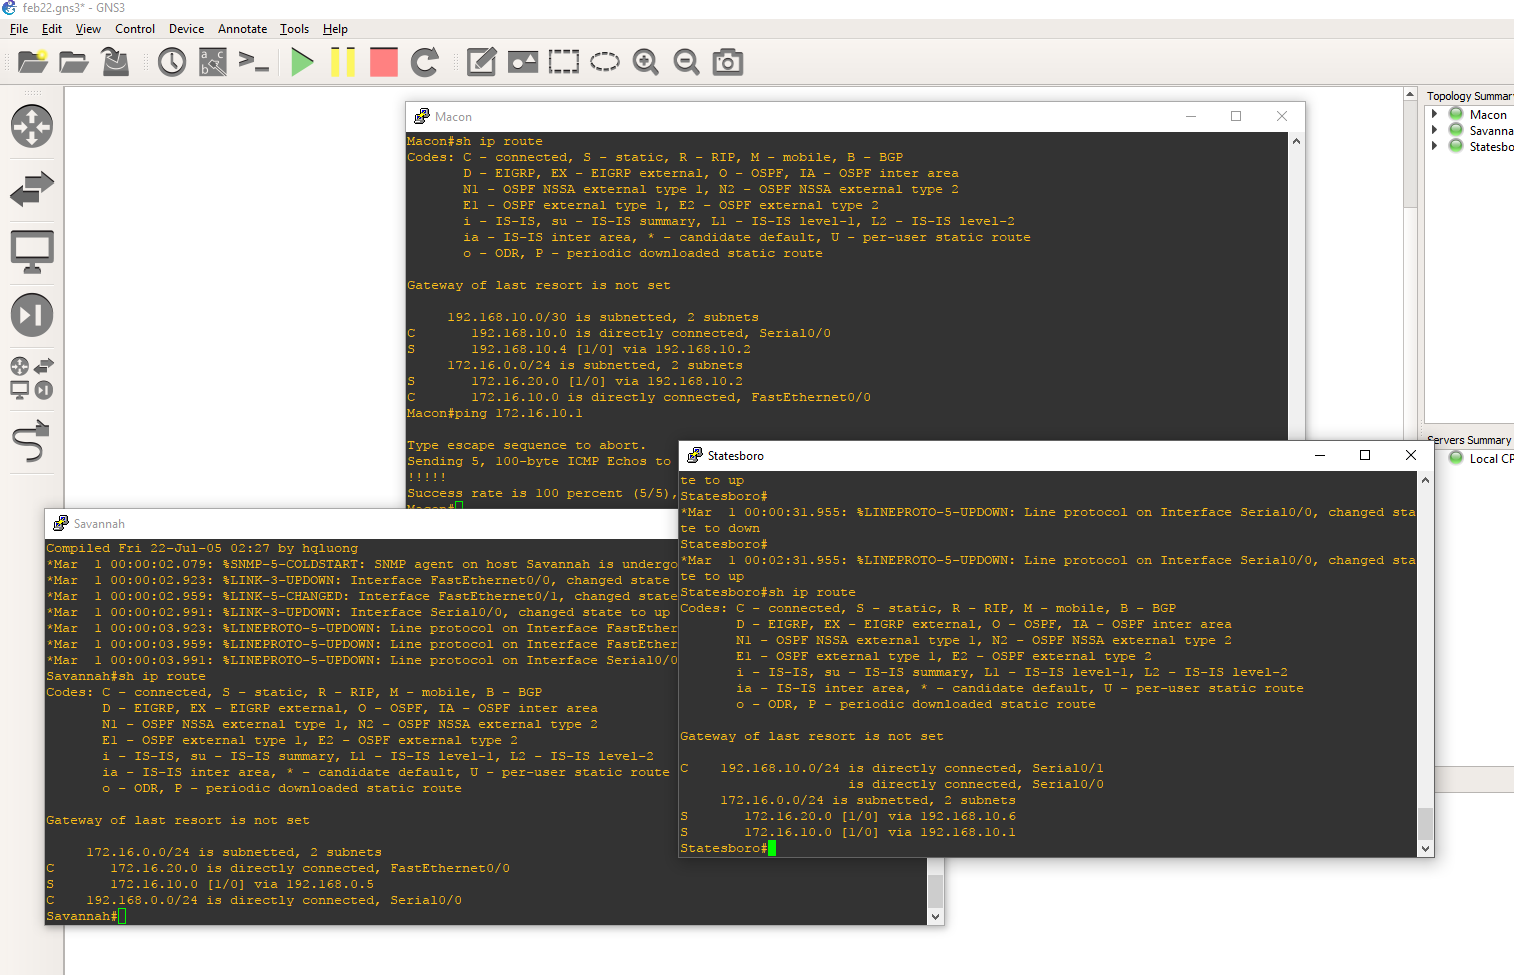 feb22.gns3* - GNS3
File Edit View Control Device Annotate Tools Help
Topology Summar
Macon
Savanna
Statesbo
Servers Summary
Local CP
Macon
Macon#sh ip route
Codes: C - connected, S - static, R - RIP, M - mobile, B - BGP
D - EIGRP, EX - EIGRP external, O - OSPF, IA - OSPF inter area
N1 - OSPF NSSA external type 1, N2 - OSPF NSSA external type 2
E1 - OSPF external type 1, E2 - OSPF external type 2
i - IS-IS, su - IS-IS summary, L1 - IS-IS level-1, L2 - IS-IS level-2
ia - IS-IS inter area, * - candidate default, U - per-user static route
o - ODR, P - periodic downloaded static route
Gateway of last resort is not set
192.168.10.0/30 is subnetted, 2 subnets
C 192.168.10.0 is directly connected, Serial0/0
S 192.168.10.4 [1/0] via 192.168.10.2
172.16.0.0/24 is subnetted, 2 subnets
S 172.16.20.0 [1/0] via 192.168.10.2
C 172.16.10.0 is directly connected, FastEthernet0/0
Macon#ping 172.16.10.1
Type escape sequence to abort.
Sending 5, 100-byte ICMP Echos to
!!!!!
Success rate is 100 percent (5/5),
Macon#
Savannah
Compiled Fri 22-Jul-05 02:27 by hqluong
*Mar 1 00:00:02.079: %SNMP-5-COLDSTART: SNMP agent on host Savannah is undergo
*Mar 1 00:00:02.923: %LINK-3-UPDOWN: Interface FastEthernet0/0, changed state
*Mar 1 00:00:02.959: %LINK-5-CHANGED: Interface FastEthernet0/1, changed state
*Mar 1 00:00:02.991: %LINK-3-UPDOWN: Interface Serial0/0, changed state to up
*Mar 1 00:00:03.923: %LINEPROTO-5-UPDOWN: Line protocol on Interface FastEther
*Mar 1 00:00:03.959: %LINEPROTO-5-UPDOWN: Line protocol on Interface FastEther
*Mar 1 00:00:03.991: %LINEPROTO-5-UPDOWN: Line protocol on Interface Serial0/0
Savannah#sh ip route
Codes: C - connected, S - static, R - RIP, M - mobile, B - BGP
D - EIGRP, EX - EIGRP external, O - OSPF, IA - OSPF inter area
N1 - OSPF NSSA external type 1, N2 - OSPF NSSA external type 2
E1 - OSPF external type 1, E2 - OSPF external type 2
i - IS-IS, su - IS-IS summary, L1 - IS-IS level-1, L2 - IS-IS level-2
ia - IS-IS inter area, * - candidate default, U - per-user static route
o - ODR, P - periodic downloaded static route
Gateway of last resort is not set
172.16.0.0/24 is subnetted, 2 subnets
C 172.16.20.0 is directly connected, FastEthernet0/0
S 172.16.10.0 [1/0] via 192.168.0.5
C 192.168.0.0/24 is directly connected, Serial0/0
Savannah#
Statesboro
te to up
Statesboro#
*Mar 1 00:00:31.955: %LINEPROTO-5-UPDOWN: Line protocol on Interface Serial0/0, changed sta
te to down
Statesboro#
*Mar 1 00:02:31.955: %LINEPROTO-5-UPDOWN: Line protocol on Interface Serial0/0, changed sta
te to up
Statesboro#sh ip route
Codes: C - connected, S - static, R - RIP, M - mobile, B - BGP
D - EIGRP, EX - EIGRP external, O - OSPF, IA - OSPF inter area
N1 - OSPF NSSA external type 1, N2 - OSPF NSSA external type 2
E1 - OSPF external type 1, E2 - OSPF external type 2
i - IS-IS, su - IS-IS summary, L1 - IS-IS level-1, L2 - IS-IS level-2
ia - IS-IS inter area, * - candidate default, U - per-user static route
o - ODR, P - periodic downloaded static route
Gateway of last resort is not set
C 192.168.10.0/24 is directly connected, Serial0/1
is directly connected, Serial0/0
172.16.0.0/24 is subnetted, 2 subnets
S 172.16.20.0 [1/0] via 192.168.10.6
S 172.16.10.0 [1/0] via 192.168.10.1
Statesboro#